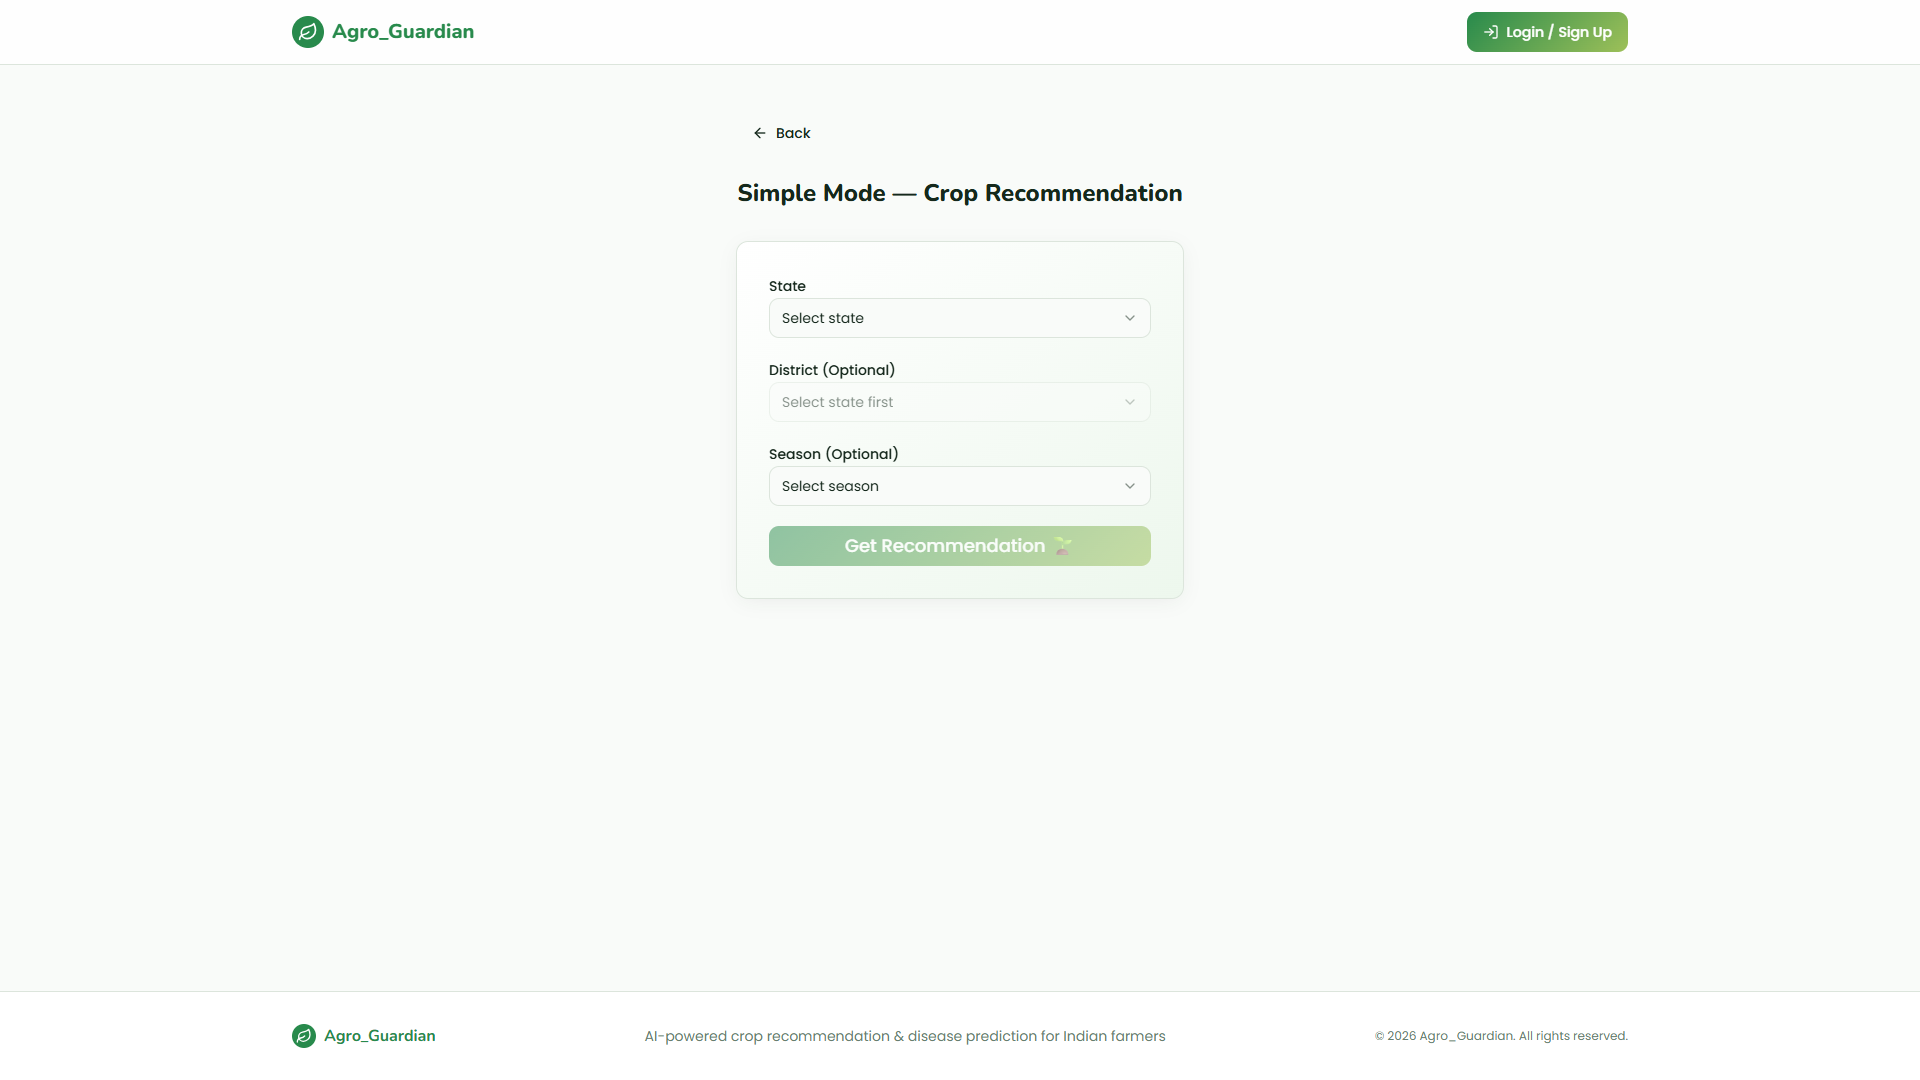 Agro_Guardian
Login / Sign Up
Back
Simple Mode — Crop Recommendation
State
Select state
District (Optional)
Select state first
Season (Optional)
Select season
Get Recommendation 🌱
Agro_Guardian
AI-powered crop recommendation & disease prediction for Indian farmers
© 2026 Agro_Guardian. All rights reserved.